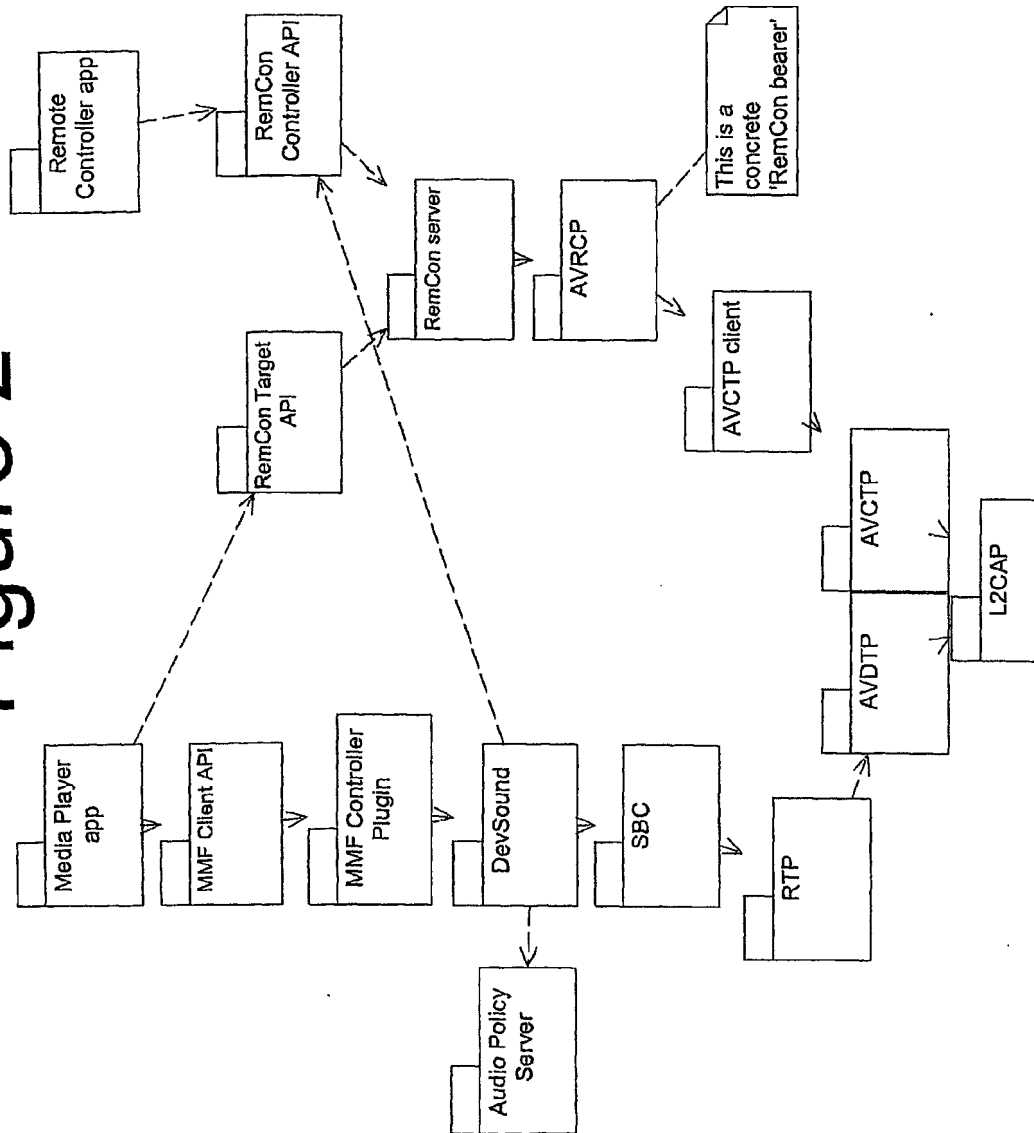 Figure 2
Remote
Controller app
RemCon
Controller API
RemCon Target
API
RemCon server
AVRCP
This is a
concrete
'RemCon bearer'
AVCTP client
Media Player
app
MMF Client API
MMF Controller
Plugin
DevSound
Audio Policy
Server
SBC
RTP
AVDTP
AVCTP
L2CAP